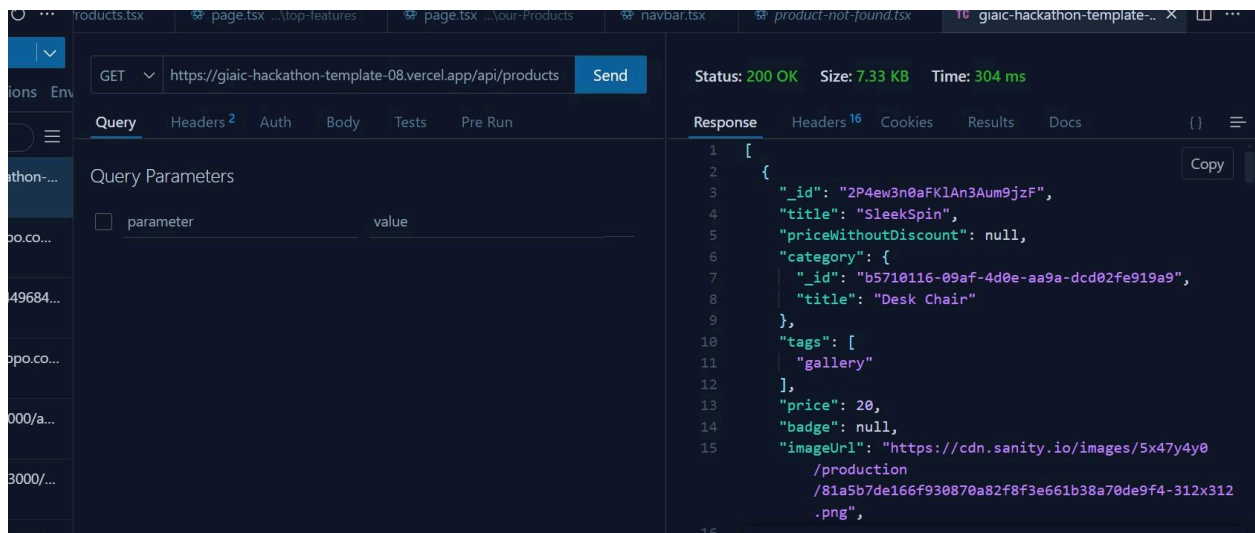 roducts.tsx
page.tsx ...\top-features
page.tsx ...\our-Products
navbar.tsx
product-not-found.tsx
TC giaic-hackathon-template-..
ions Env
athon-...
po.co...
449684...
opo.co...
000/a...
3000/...
GET https://giaic-hackathon-template-08.vercel.app/api/products Send
Query Headers 2 Auth Body Tests Pre Run
Query Parameters
parameter value
Status: 200 OK Size: 7.33 KB Time: 304 ms
Response Headers 16 Cookies Results Docs {}
Copy
1 [
2 {
3 "_id": "2P4ew3n0aFKlAn3Aum9jzF",
4 "title": "SleekSpin",
5 "priceWithoutDiscount": null,
6 "category": {
7 "_id": "b5710116-09af-4d0e-aa9a-dcd02fe919a9",
8 "title": "Desk Chair"
9 },
10 "tags": [
11 "gallery"
12 ],
13 "price": 20,
14 "badge": null,
15 "imageUrl": "https://cdn.sanity.io/images/5x47y4y0
/production
/81a5b7de166f930870a82f8f3e661b38a70de9f4-312x312
.png",
16